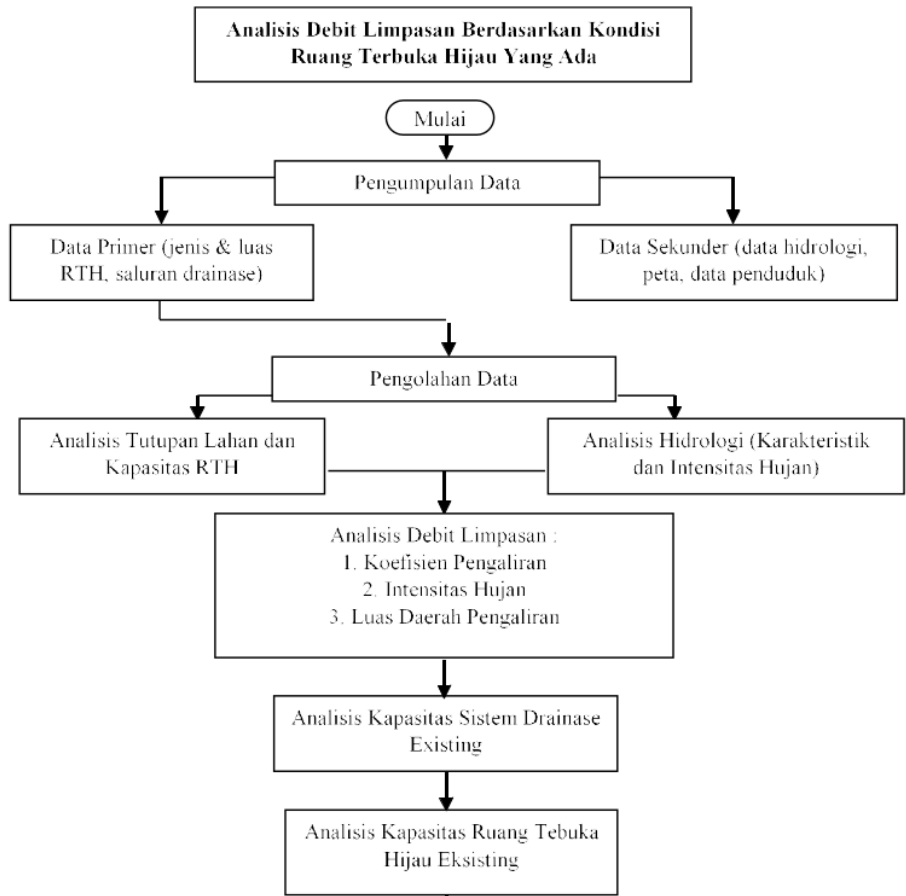 Analisis Debit Limpasan Berdasarkan Kondisi
Ruang Terbuka Hijau Yang Ada
Mulai
Pengumpulan Data
Data Primer (jenis & luas
RTH, saluran drainase)
Data Sekunder (data hidrologi,
peta, data penduduk)
Pengolahan Data
Analisis Tutupan Lahan dan
Kapasitas RTH
Analisis Hidrologi (Karakteristik
dan Intensitas Hujan)
Analisis Debit Limpasan :
1. Koefisien Pengaliran
2. Intensitas Hujan
3. Luas Daerah Pengaliran
Analisis Kapasitas Sistem Drainase
Existing
Analisis Kapasitas Ruang Tebuka
Hijau Eksisting